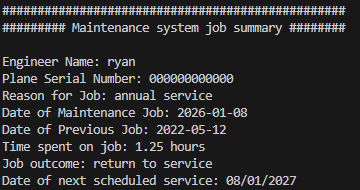 #################################################
######### Maintenance system job summary ########
Engineer Name: ryan
Plane Serial Number: 000000000000
Reason for Job: annual service
Date of Maintenance Job: 2026-01-08
Date of Previous Job: 2022-05-12
Time spent on job: 1.25 hours
Job outcome: return to service
Date of next scheduled service: 08/01/2027